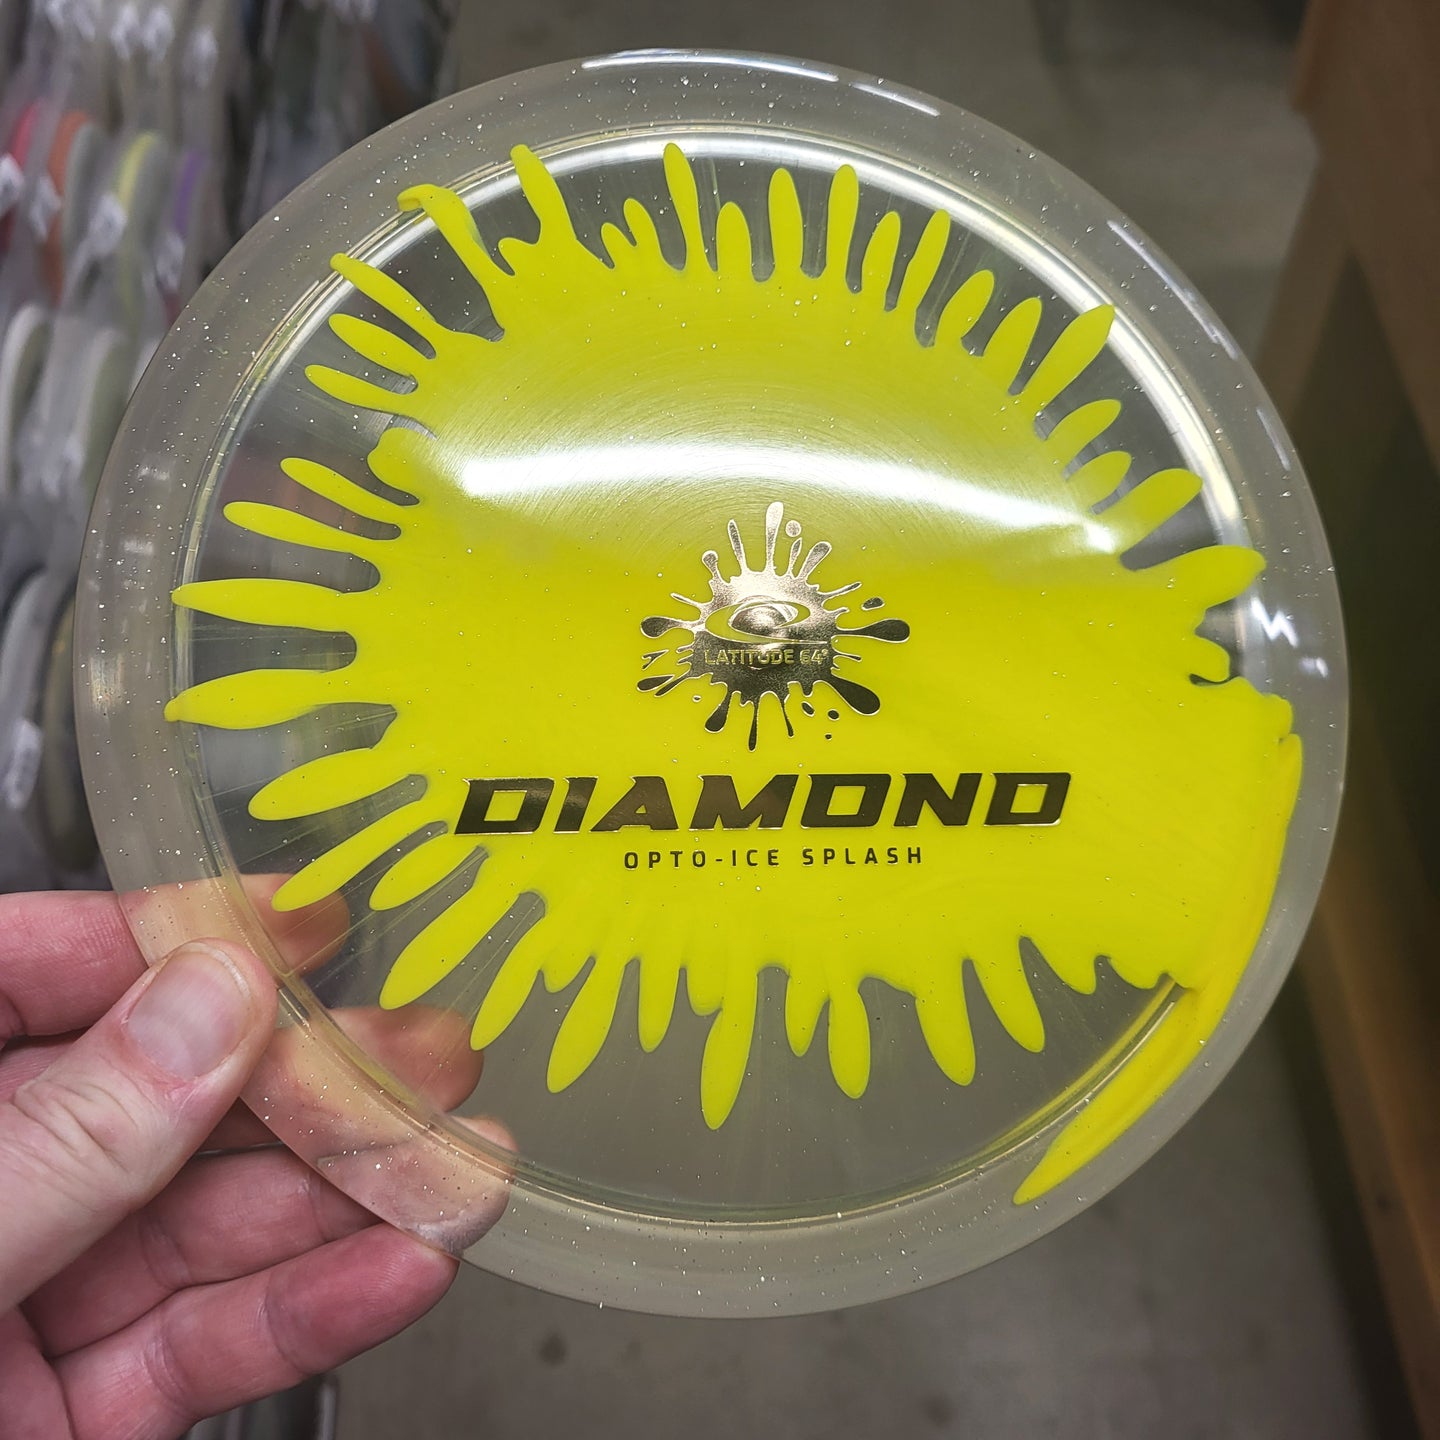 LATITUDE 64°
DIAMOND
OPTO-ICE SPLASH